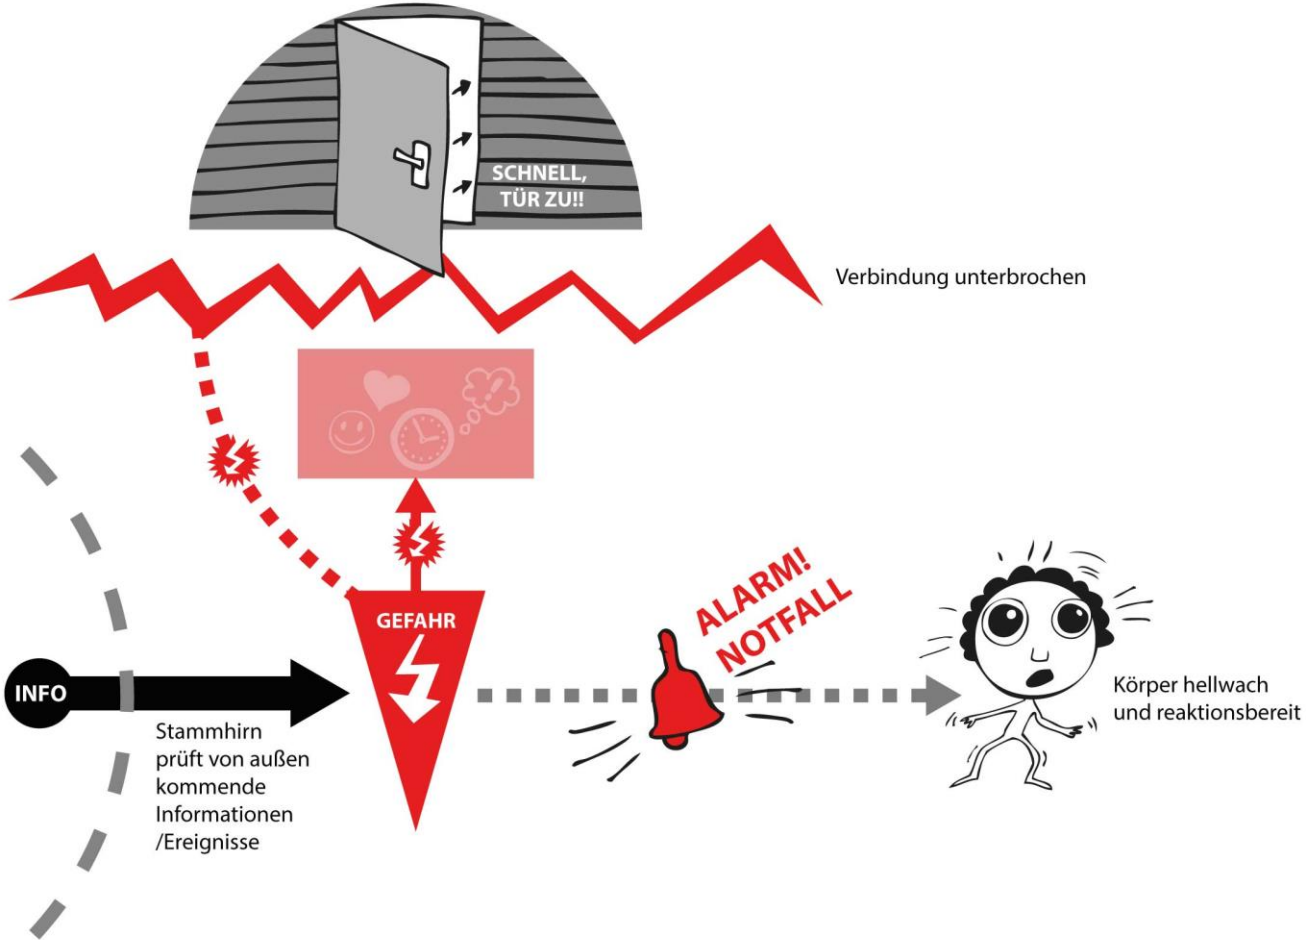 SCHNELL,
TÜR ZU!!
Verbindung unterbrochen
GEFAHR
ALARM!
NOTFALL
INFO
Stammhirn
prüft von außen
kommende
Informationen
/Ereignisse
Körper hellwach
und reaktionsbereit